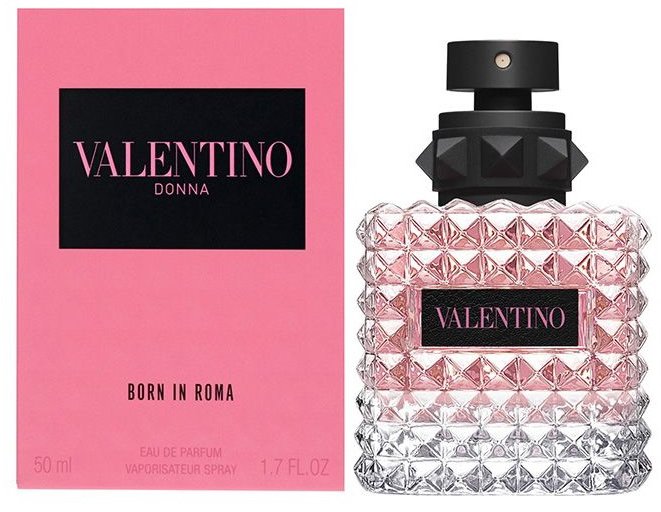 VALENTINO
DONNA
BORN IN ROMA
EAU DE PARFUM
50 ml VAPORISATEUR SPRAY 1.7 FL.OZ
VALENTINO